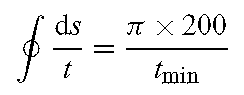 ∮ ds/t = π × 200 / t_min